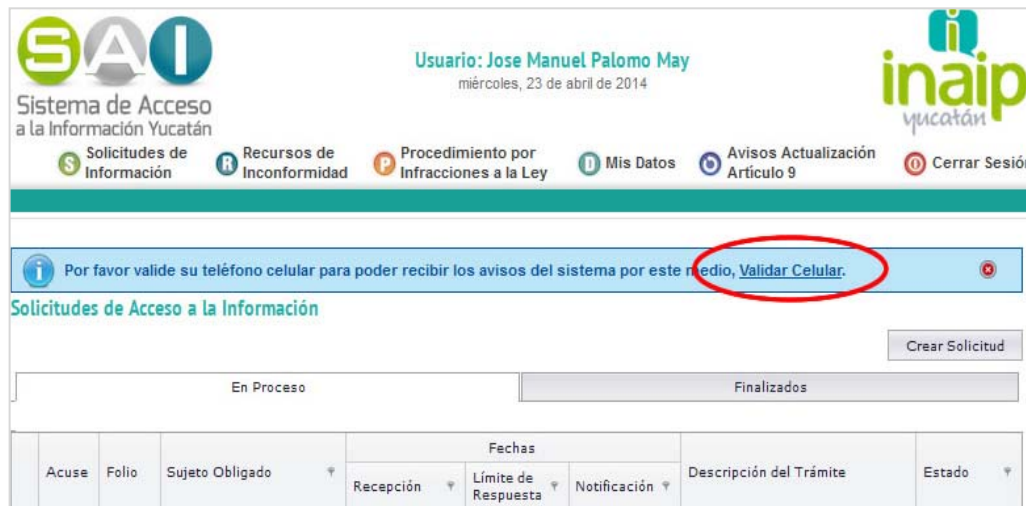 SAI
Sistema de Acceso
a la Información Yucatán
Usuario: Jose Manuel Palomo May
miércoles, 23 de abril de 2014
inaip
yucatán
S Solicitudes de Información
R Recursos de Inconformidad
P Procedimiento por Infracciones a la Ley
D Mis Datos
Avisos Actualización Artículo 9
Cerrar Sesión
i Por favor valide su teléfono celular para poder recibir los avisos del sistema por este medio, Validar Celular.
Solicitudes de Acceso a la Información
Crear Solicitud
En Proceso
Finalizados
Fechas
Acuse
Folio
Sujeto Obligado
Recepción
Límite de Respuesta
Notificación
Descripción del Trámite
Estado